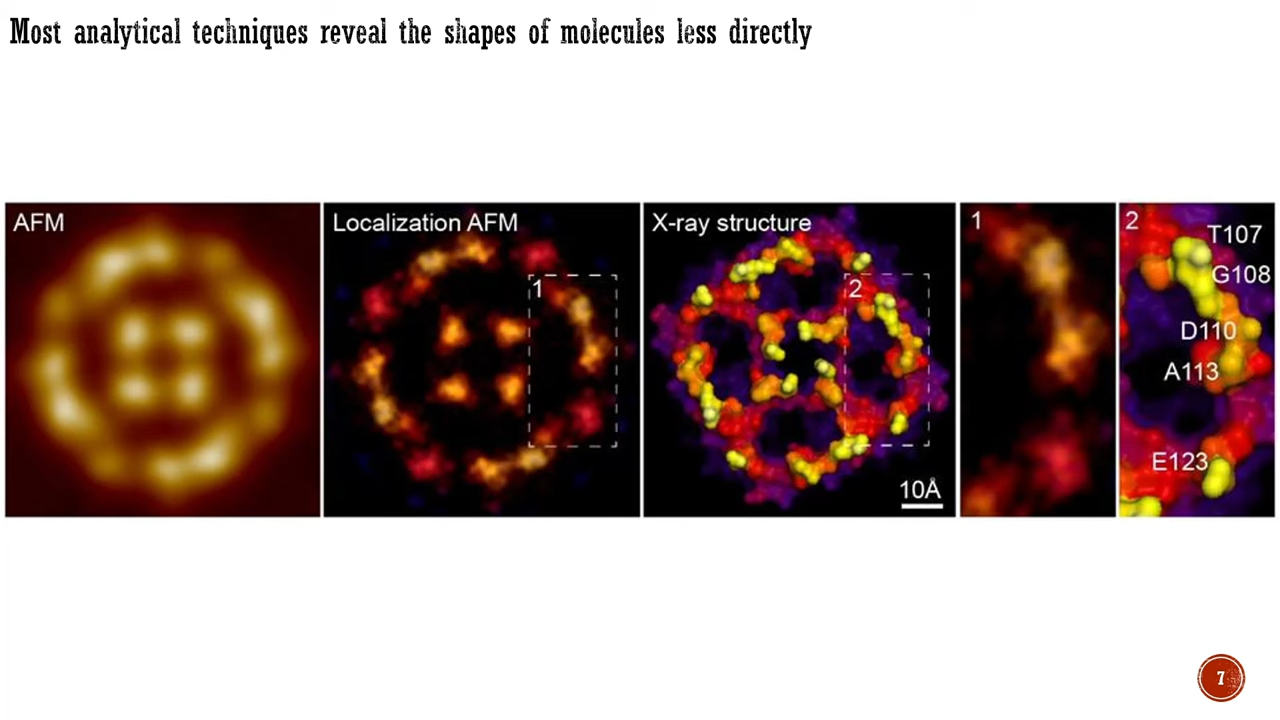 Most analytical techniques reveal the shapes of molecules less directly
AFM
Localization AFM
1
X-ray structure
2
10Å
1
2
T107
G108
D110
A113
E123
7